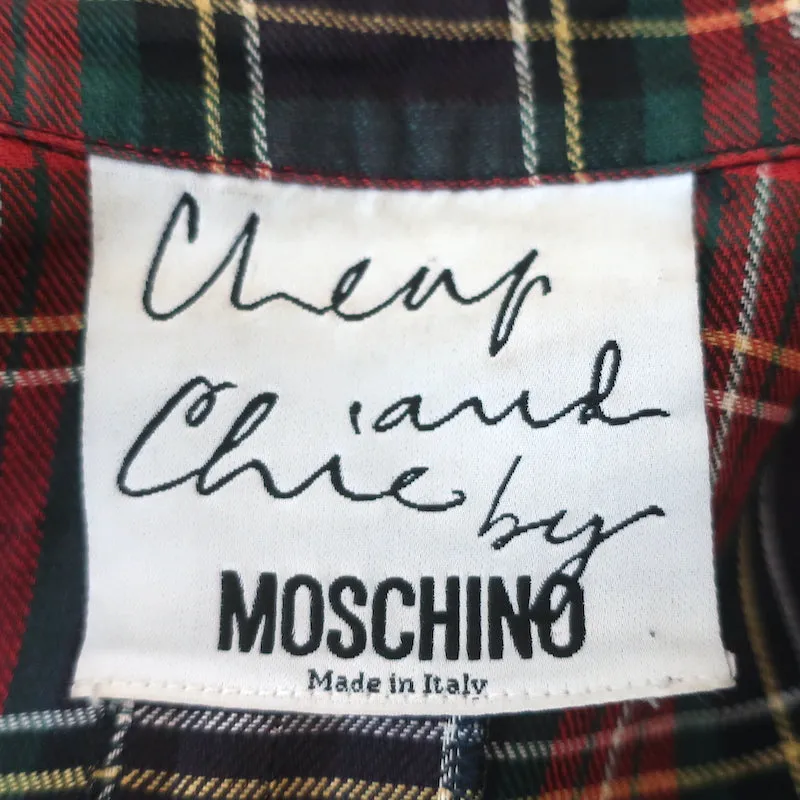 Cheap
and
Chic by
MOSCHINO
Made in Italy